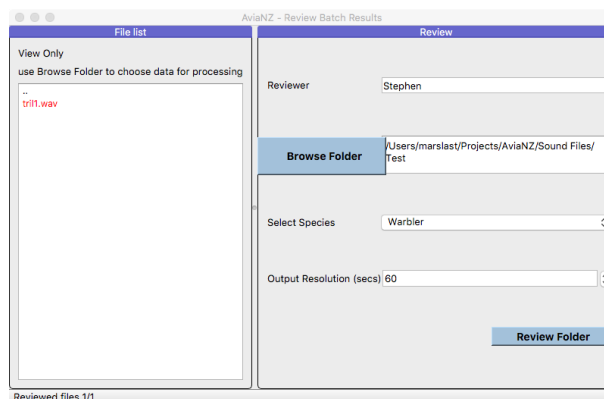 AviaNZ - Review Batch Results
File list
View Only
use Browse Folder to choose data for processing
..
tril1.wav
Review
Reviewer
Stephen
Browse Folder
/Users/marslast/Projects/AviaNZ/Sound Files/
Test
Select Species
Warbler
Output Resolution (secs)
60
Review Folder
Reviewed files 1/1